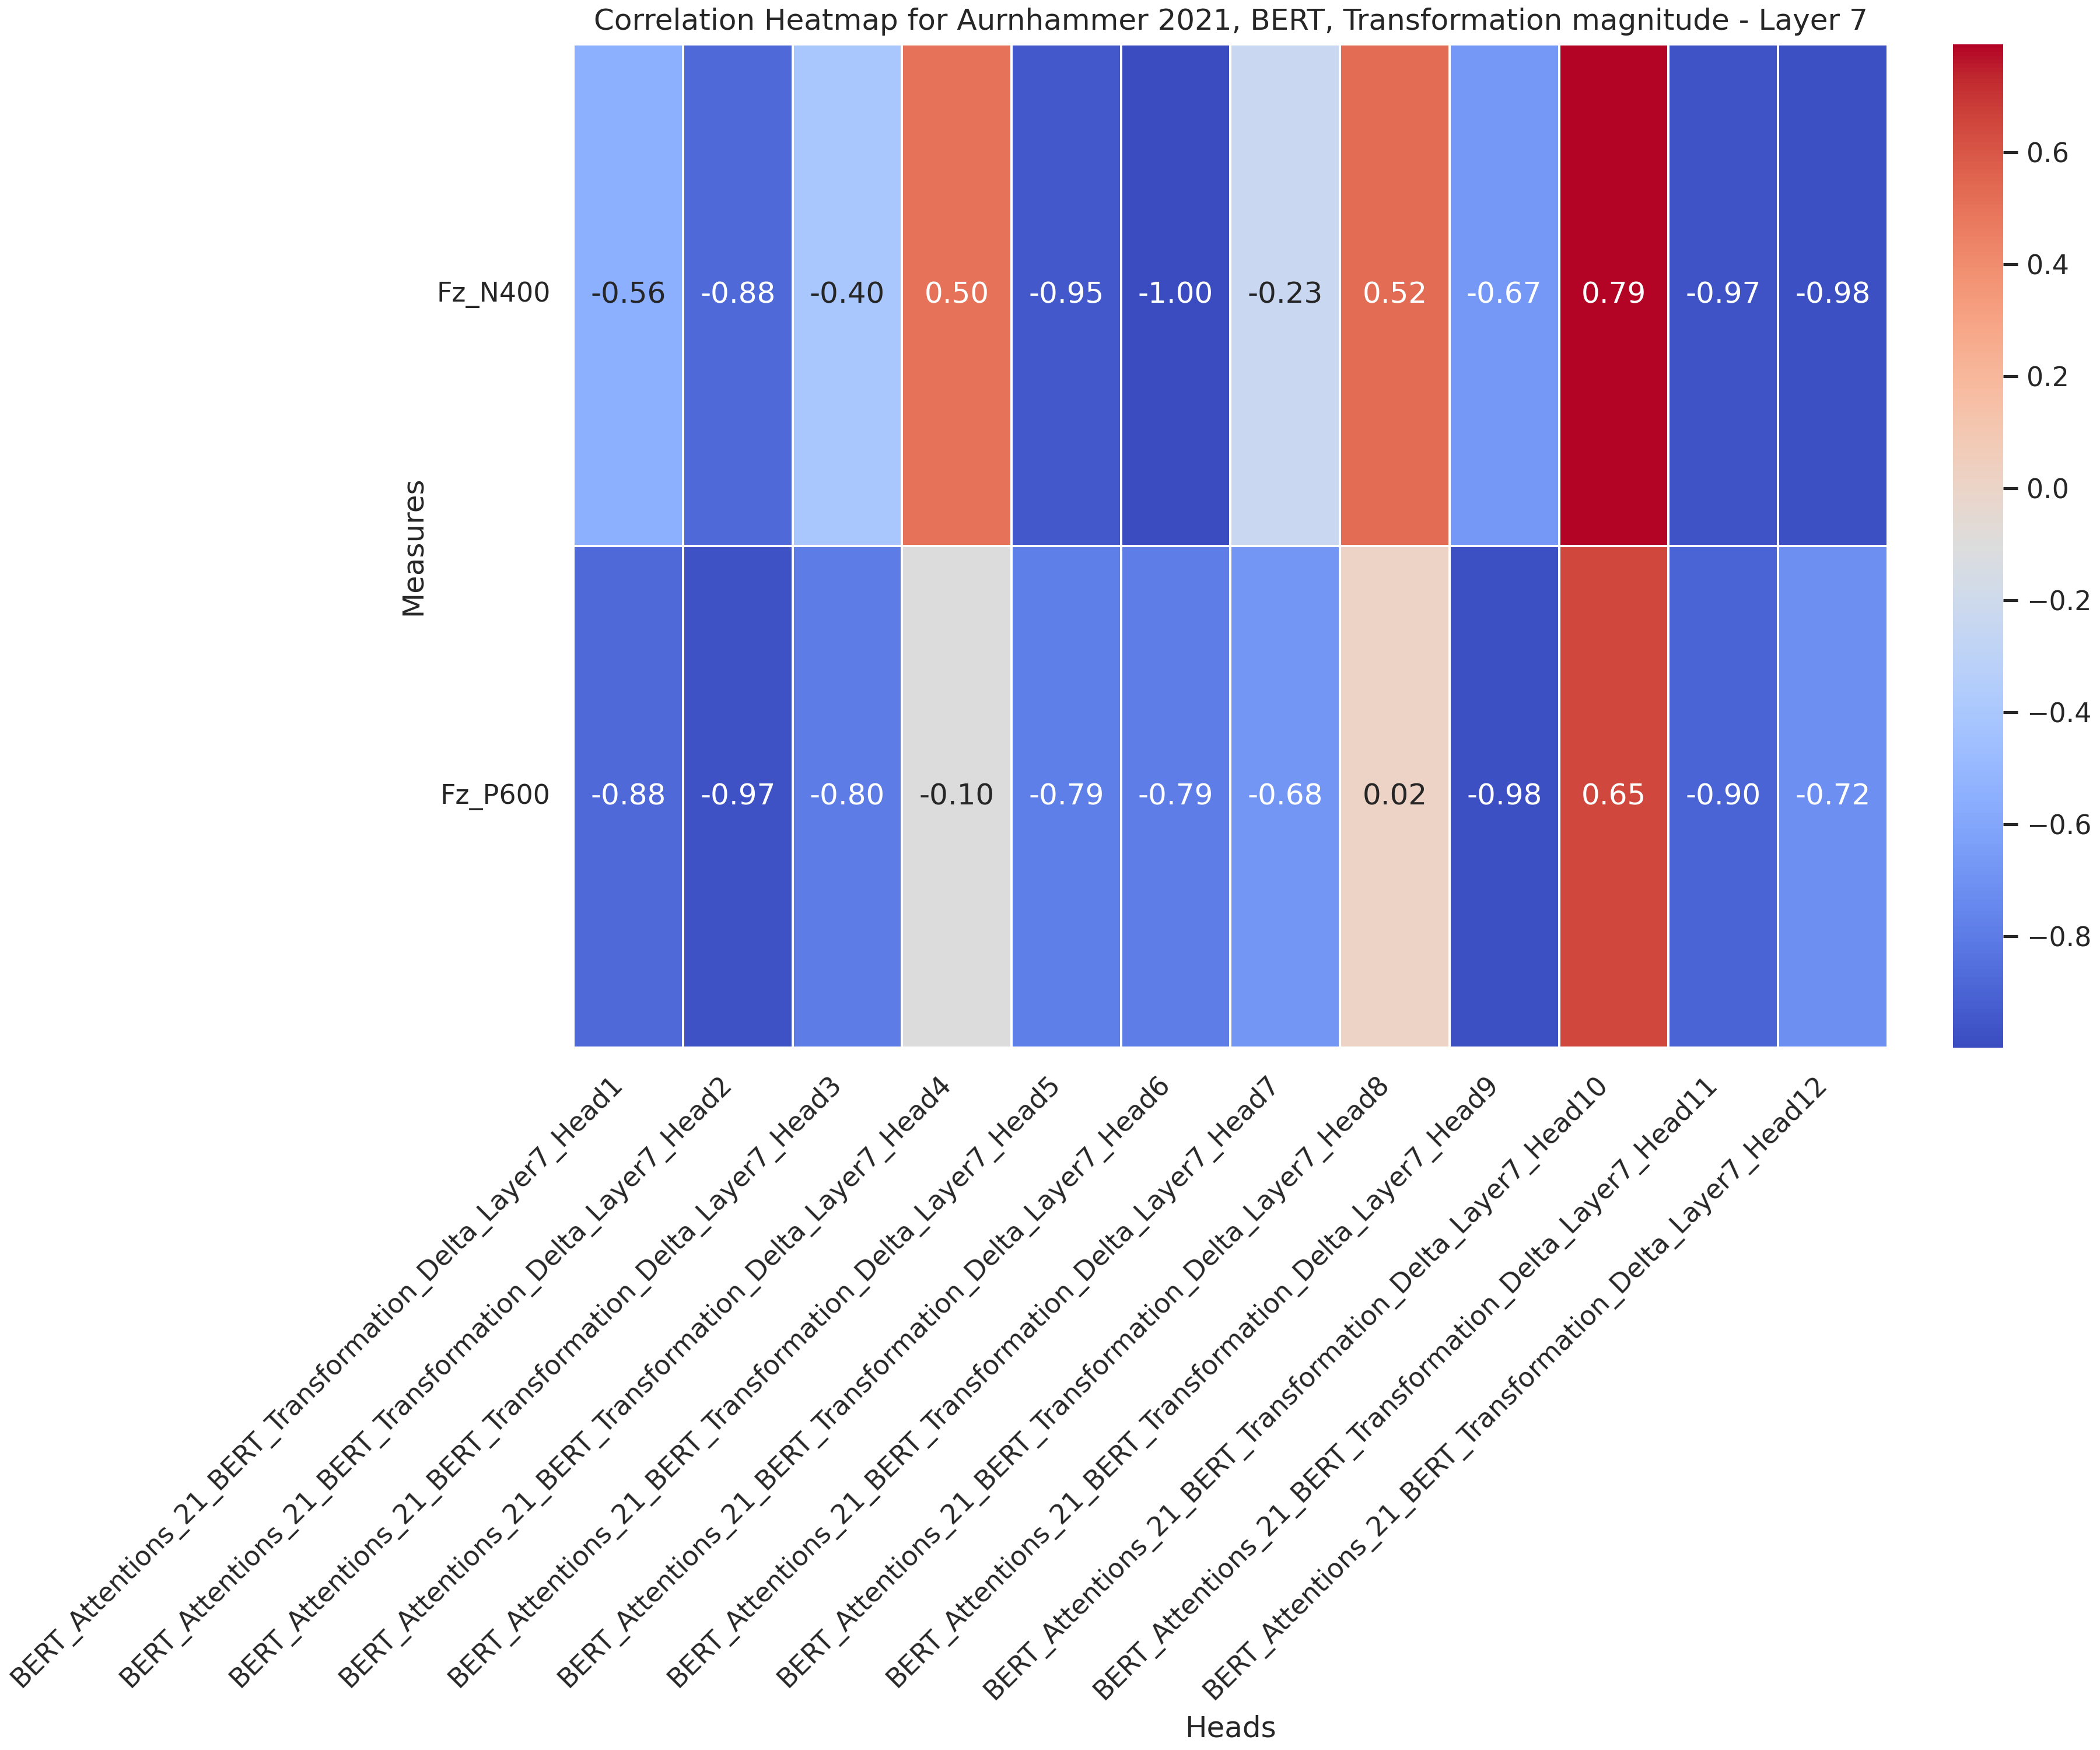 Correlation Heatmap for Aurnhammer 2021, BERT, Transformation magnitude - Layer 7
Measures
Fz_N400
-0.56 -0.88 -0.40 0.50 -0.95 -1.00 -0.23 0.52 -0.67 0.79 -0.97 -0.98
Fz_P600
-0.88 -0.97 -0.80 -0.10 -0.79 -0.79 -0.68 0.02 -0.98 0.65 -0.90 -0.72
0.6
0.4
0.2
0.0
−0.2
−0.4
−0.6
−0.8
BERT_Attentions_21_BERT_Transformation_Delta_Layer7_Head1
BERT_Attentions_21_BERT_Transformation_Delta_Layer7_Head2
BERT_Attentions_21_BERT_Transformation_Delta_Layer7_Head3
BERT_Attentions_21_BERT_Transformation_Delta_Layer7_Head4
BERT_Attentions_21_BERT_Transformation_Delta_Layer7_Head5
BERT_Attentions_21_BERT_Transformation_Delta_Layer7_Head6
BERT_Attentions_21_BERT_Transformation_Delta_Layer7_Head7
BERT_Attentions_21_BERT_Transformation_Delta_Layer7_Head8
BERT_Attentions_21_BERT_Transformation_Delta_Layer7_Head9
BERT_Attentions_21_BERT_Transformation_Delta_Layer7_Head10
BERT_Attentions_21_BERT_Transformation_Delta_Layer7_Head11
BERT_Attentions_21_BERT_Transformation_Delta_Layer7_Head12
Heads